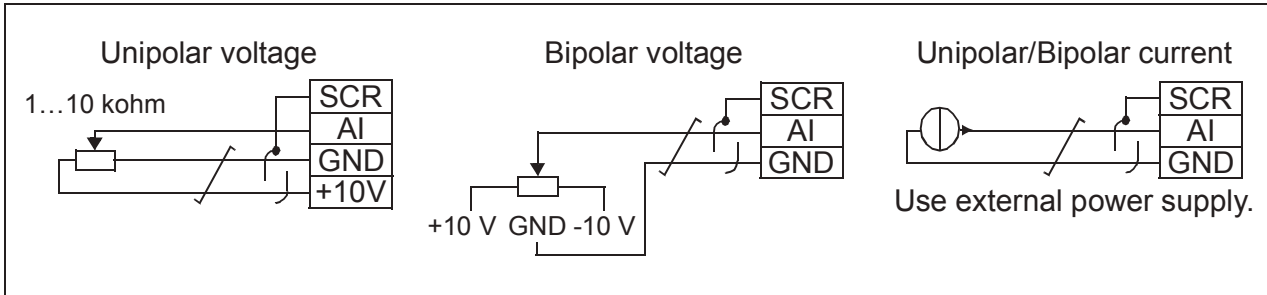 Unipolar voltage
1…10 kohm
SCR
AI
GND
+10V
Bipolar voltage
SCR
AI
GND
+10 V GND -10 V
Unipolar/Bipolar current
SCR
AI
GND
Use external power supply.